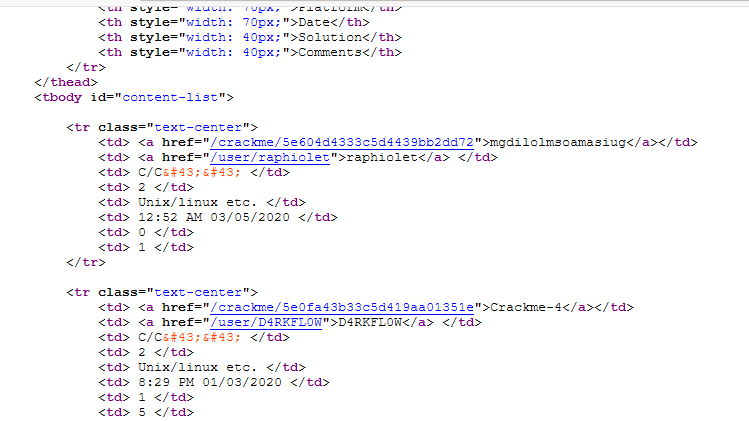 <th style="width: 70px;">Platform</th>
<th style="width: 70px;">Date</th>
<th style="width: 40px;">Solution</th>
<th style="width: 40px;">Comments</th>
</tr>
</thead>
<tbody id="content-list">
<tr class="text-center">
<td> <a href="/crackme/5e604d4333c5d4439bb2dd72">mgdilolmsoamasiug</a></td>
<td> <a href="/user/raphiolet">raphiolet</a> </td>
<td> C/C&#43;&#43; </td>
<td> 2 </td>
<td> Unix/linux etc. </td>
<td> 12:52 AM 03/05/2020 </td>
<td> 0 </td>
<td> 1 </td>
</tr>
<tr class="text-center">
<td> <a href="/crackme/5e0fa43b33c5d419aa01351e">Crackme-4</a></td>
<td> <a href="/user/D4RKFL0W">D4RKFL0W</a> </td>
<td> C/C&#43;&#43; </td>
<td> 2 </td>
<td> Unix/linux etc. </td>
<td> 8:29 PM 01/03/2020 </td>
<td> 1 </td>
<td> 5 </td>